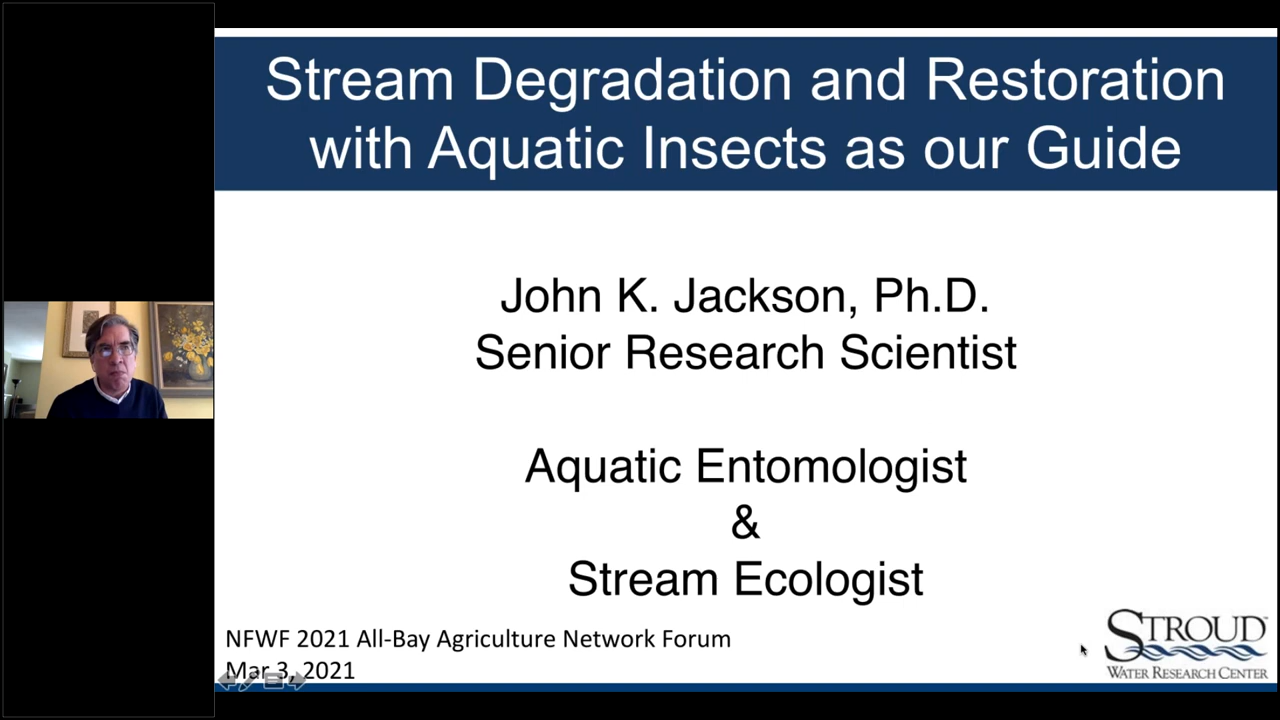 Stream Degradation and Restoration
with Aquatic Insects as our Guide
John K. Jackson, Ph.D.
Senior Research Scientist
Aquatic Entomologist
&
Stream Ecologist
NFWF 2021 All-Bay Agriculture Network Forum
Mar 3, 2021
STROUD™
WATER RESEARCH CENTER